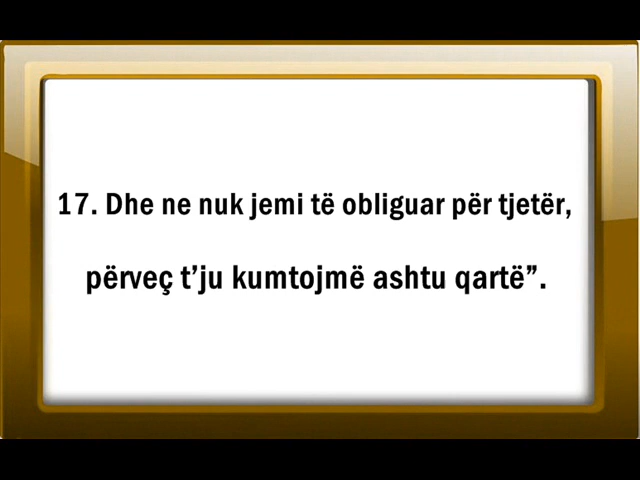 17. Dhe ne nuk jemi të obliguar për tjetër,
përveç t’ju kumtojmë ashtu qartë”.